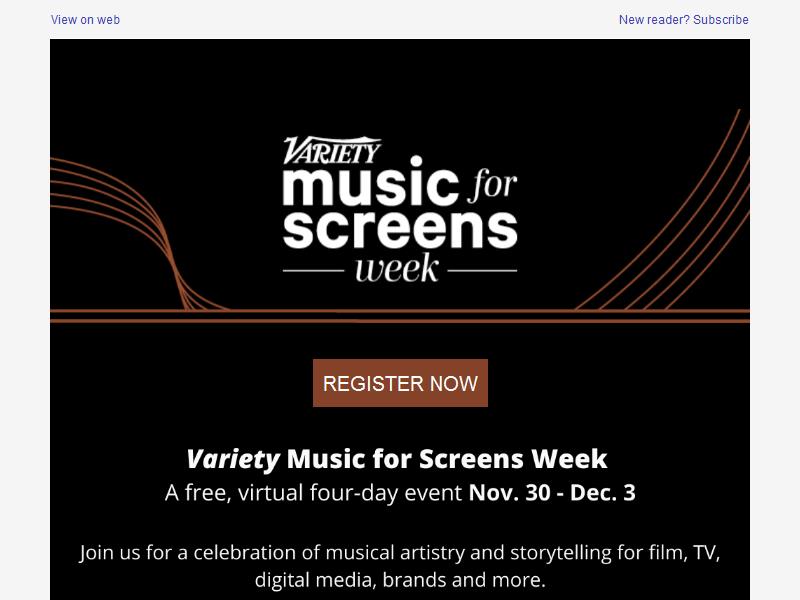 View on web
New reader? Subscribe
VARIETY
music for
screens
week
REGISTER NOW
Variety Music for Screens Week
A free, virtual four-day event Nov. 30 - Dec. 3
Join us for a celebration of musical artistry and storytelling for film, TV,
digital media, brands and more.